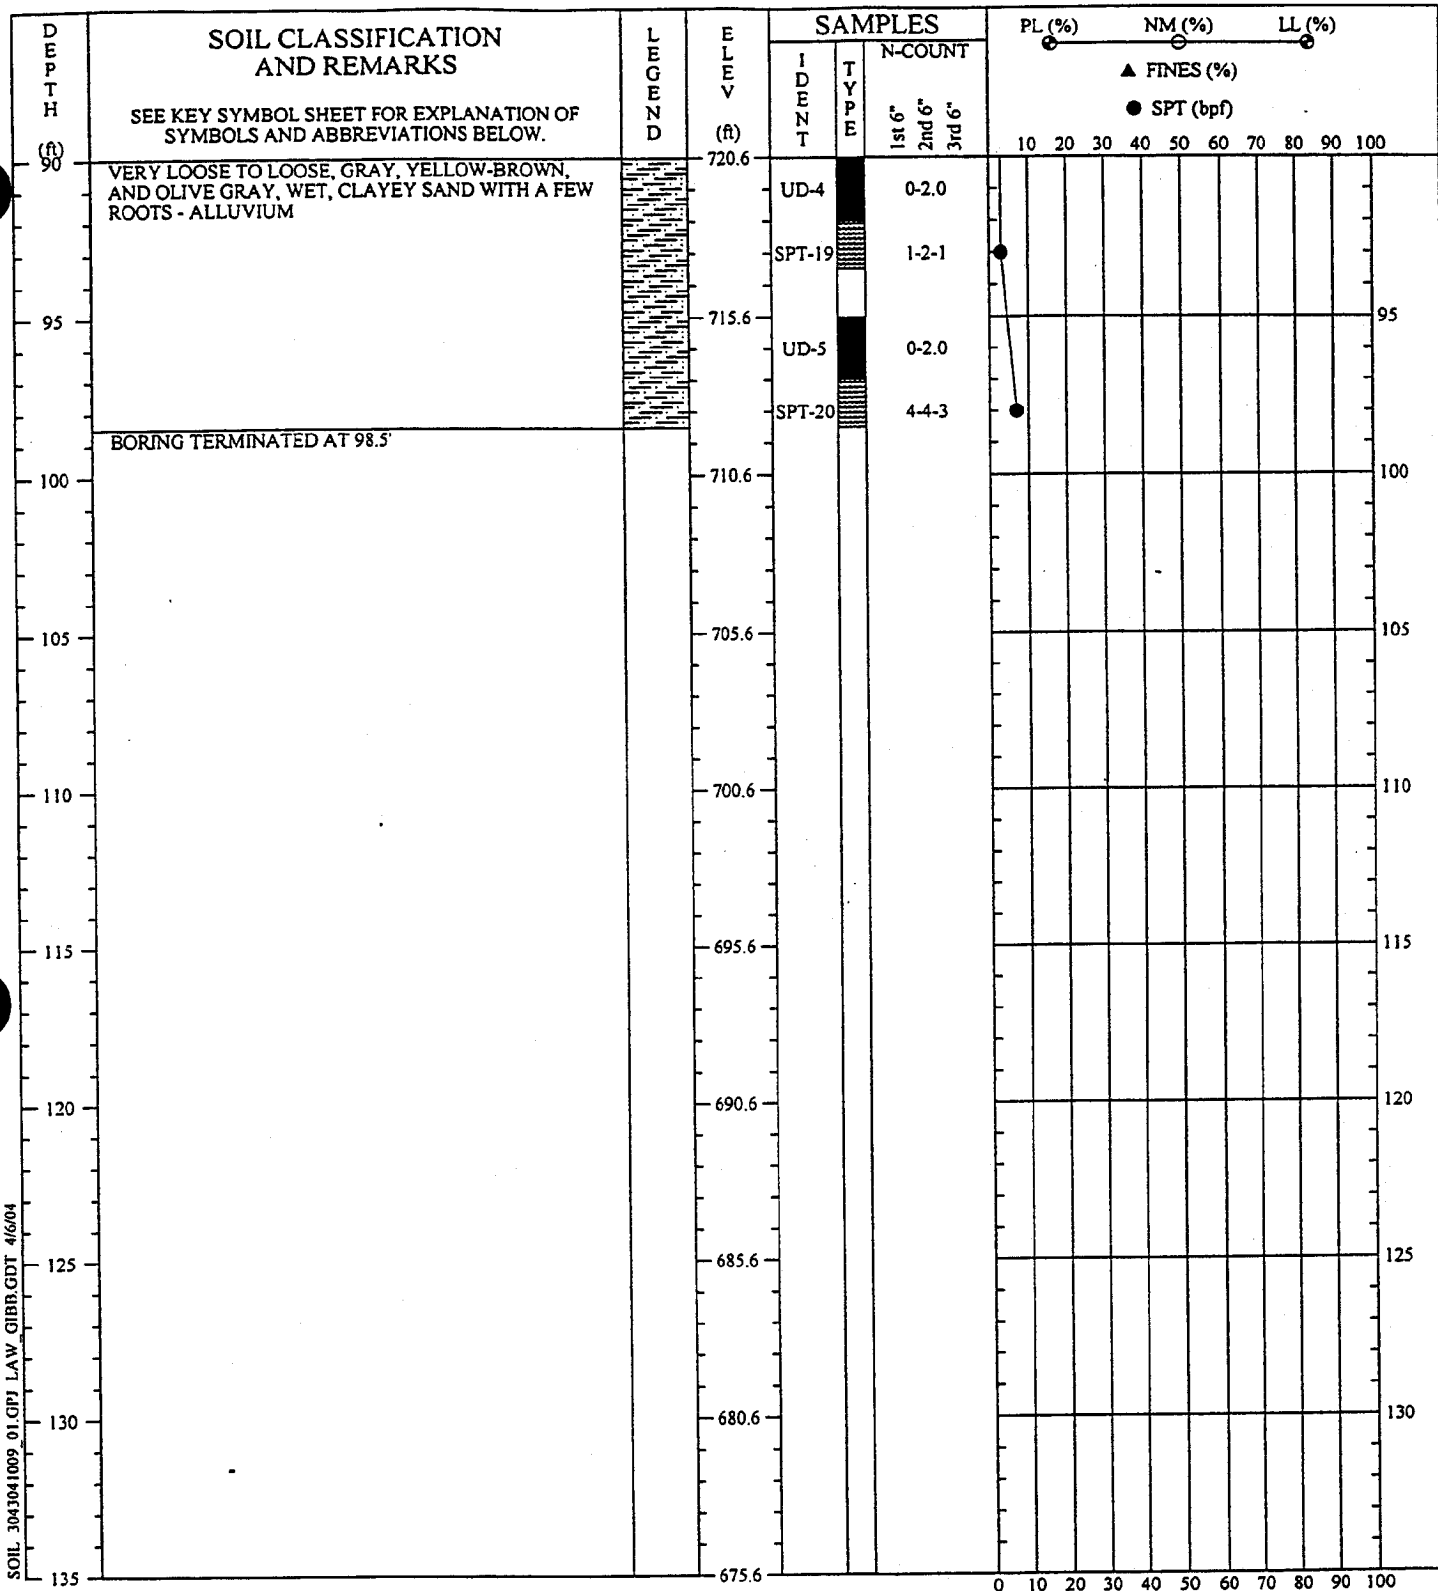 DEPTH (ft)
SOIL CLASSIFICATION
AND REMARKS
SEE KEY SYMBOL SHEET FOR EXPLANATION OF
SYMBOLS AND ABBREVIATIONS BELOW.
LEGEND
ELEV (ft)
SAMPLES
IDENT
TYPE
N-COUNT
1st 6"
2nd 6"
3rd 6"
PL (%) NM (%) LL (%)
▲ FINES (%)
● SPT (bpf)
10 20 30 40 50 60 70 80 90 100
90
VERY LOOSE TO LOOSE, GRAY, YELLOW-BROWN,
AND OLIVE GRAY, WET, CLAYEY SAND WITH A FEW
ROOTS - ALLUVIUM
720.6
UD-4 0-2.0
SPT-19 1-2-1
95 715.6 95
UD-5 0-2.0
SPT-20 4-4-3
BORING TERMINATED AT 98.5'
100 710.6 100
105 705.6 105
110 700.6 110
115 695.6 115
120 690.6 120
125 685.6 125
130 680.6 130
135 675.6
0 10 20 30 40 50 60 70 80 90 100
SOIL 3043041009_01.GPJ LAW_GIBB.GDT 4/6/04